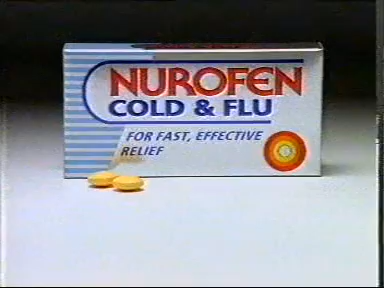 NUROFEN
COLD & FLU
FOR FAST, EFFECTIVE
RELIEF